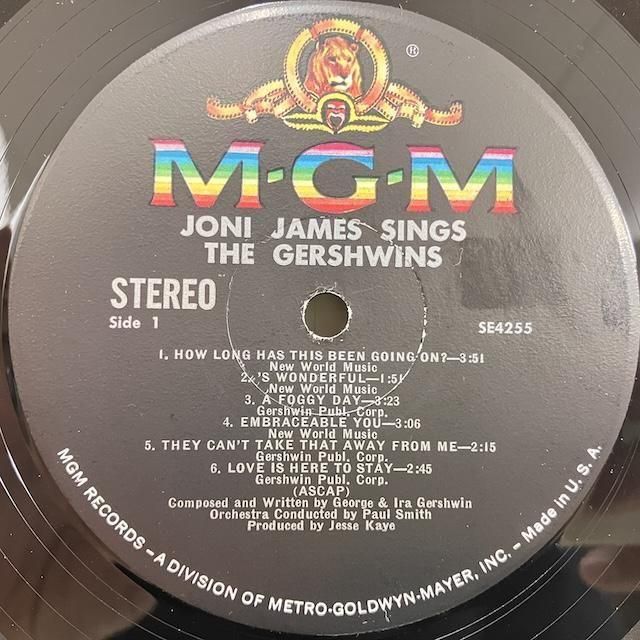 ®
M·G·M
JONI JAMES SINGS
THE GERSHWINS
STEREO
Side 1
SE4255
1. HOW LONG HAS THIS BEEN GOING ON?—3:51
New World Music
2. 'S WONDERFUL—1:51
New World Music
3. A FOGGY DAY—3:23
Gershwin Publ. Corp.
4. EMBRACEABLE YOU—3:06
New World Music
5. THEY CAN'T TAKE THAT AWAY FROM ME—2:15
Gershwin Publ. Corp.
6. LOVE IS HERE TO STAY—2:45
Gershwin Publ. Corp.
(ASCAP)
Composed and Written by George & Ira Gershwin
Orchestra Conducted by Paul Smith
Produced by Jesse Kaye
MGM RECORDS – A DIVISION OF METRO-GOLDWYN-MAYER, INC. – Made in U. S. A.